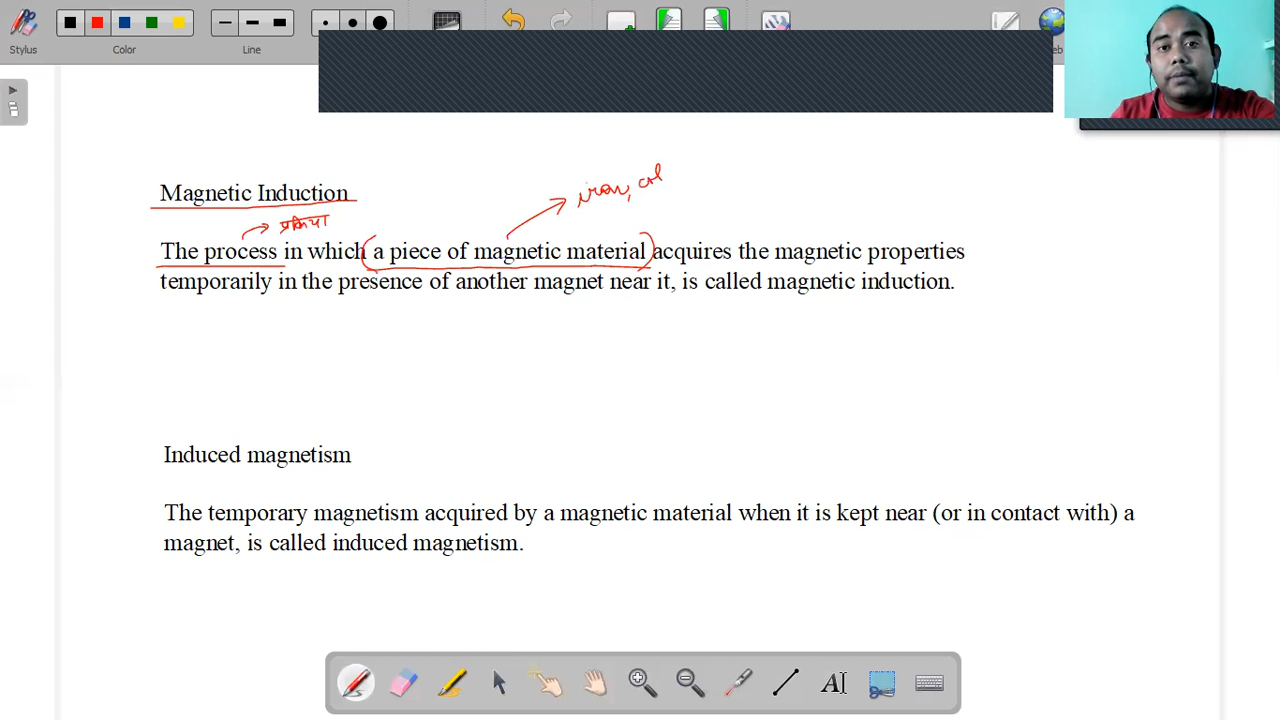 Stylus
Color
Line
Magnetic Induction
iron,
प्रक्रिया
The process in which (a piece of magnetic material) acquires the magnetic properties
temporarily in the presence of another magnet near it, is called magnetic induction.
Induced magnetism
The temporary magnetism acquired by a magnetic material when it is kept near (or in contact with) a
magnet, is called induced magnetism.